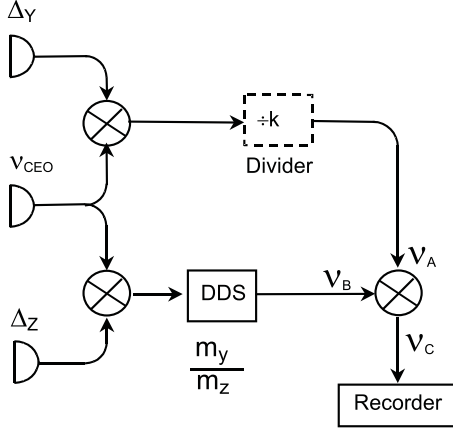 Δ_Y
ν_CEO
Δ_Z
÷k
Divider
ν_A
ν_B
DDS
m_y
m_z
ν_C
Recorder